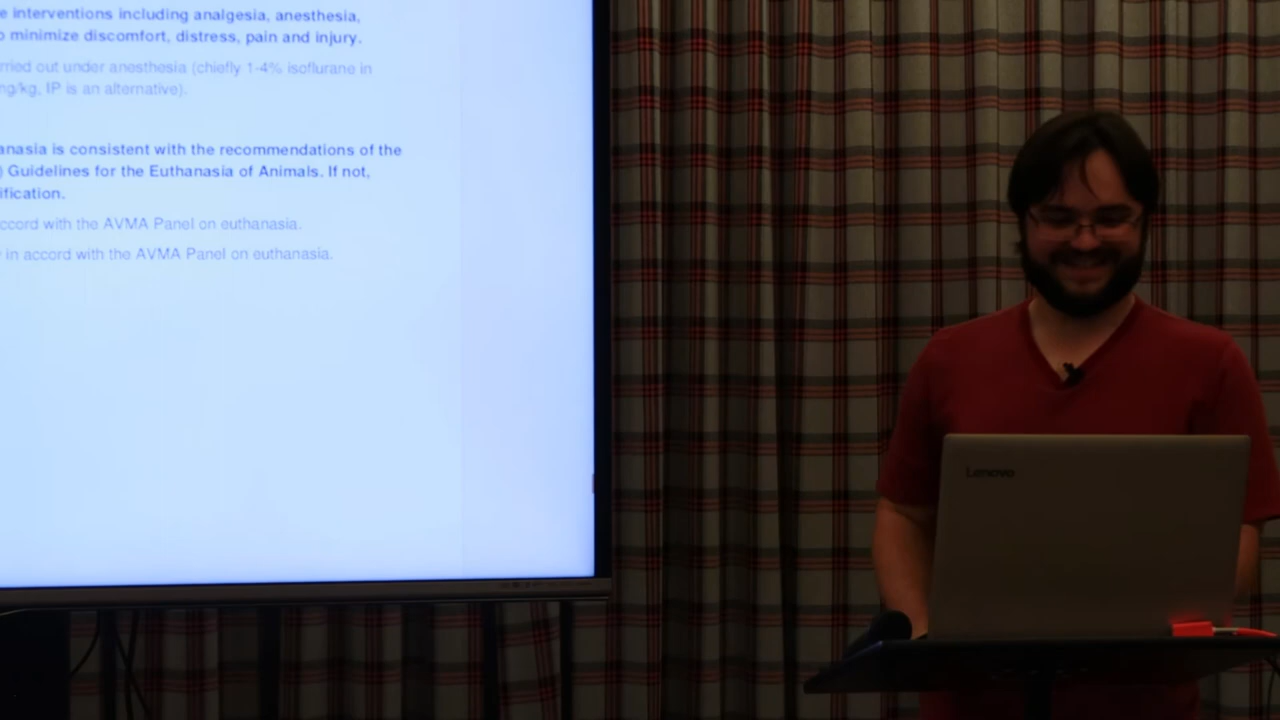 e interventions including analgesia, anesthesia,
o minimize discomfort, distress, pain and injury.
rried out under anesthesia (chiefly 1-4% isoflurane in
ng/kg, IP is an alternative).
anasia is consistent with the recommendations of the
) Guidelines for the Euthanasia of Animals. If not,
ification.
ccord with the AVMA Panel on euthanasia.
in accord with the AVMA Panel on euthanasia.
Lenovo